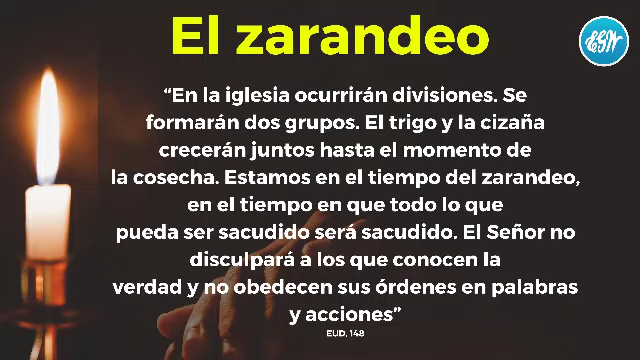 El zarandeo
EGW
“En la iglesia ocurrirán divisiones. Se
formarán dos grupos. El trigo y la cizaña
crecerán juntos hasta el momento de
la cosecha. Estamos en el tiempo del zarandeo,
en el tiempo en que todo lo que
pueda ser sacudido será sacudido. El Señor no
disculpará a los que conocen la
verdad y no obedecen sus órdenes en palabras
y acciones”
EUD, 148